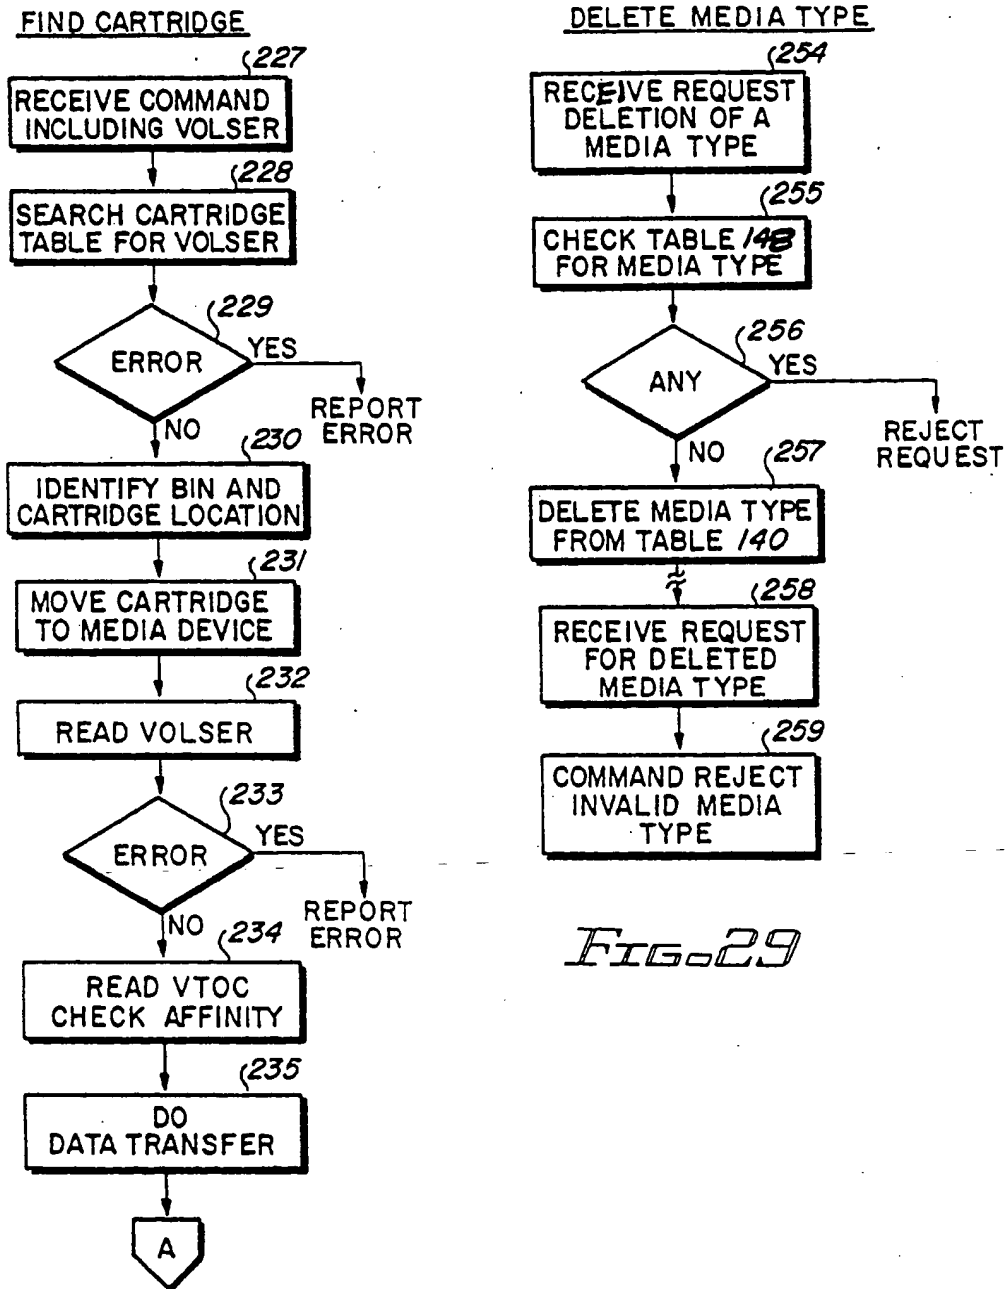 FIND CARTRIDGE
227
RECEIVE COMMAND
INCLUDING VOLSER
228
SEARCH CARTRIDGE
TABLE FOR VOLSER
229
ERROR
YES
REPORT
ERROR
NO
230
IDENTIFY BIN AND
CARTRIDGE LOCATION
231
MOVE CARTRIDGE
TO MEDIA DEVICE
232
READ VOLSER
233
ERROR
YES
REPORT
ERROR
NO
234
READ VTOC
CHECK AFFINITY
235
DO
DATA TRANSFER
A
DELETE MEDIA TYPE
254
RECEIVE REQUEST
DELETION OF A
MEDIA TYPE
255
CHECK TABLE 148
FOR MEDIA TYPE
256
ANY
YES
REJECT
REQUEST
NO
257
DELETE MEDIA TYPE
FROM TABLE 140
258
RECEIVE REQUEST
FOR DELETED
MEDIA TYPE
259
COMMAND REJECT
INVALID MEDIA
TYPE
FIG. 29